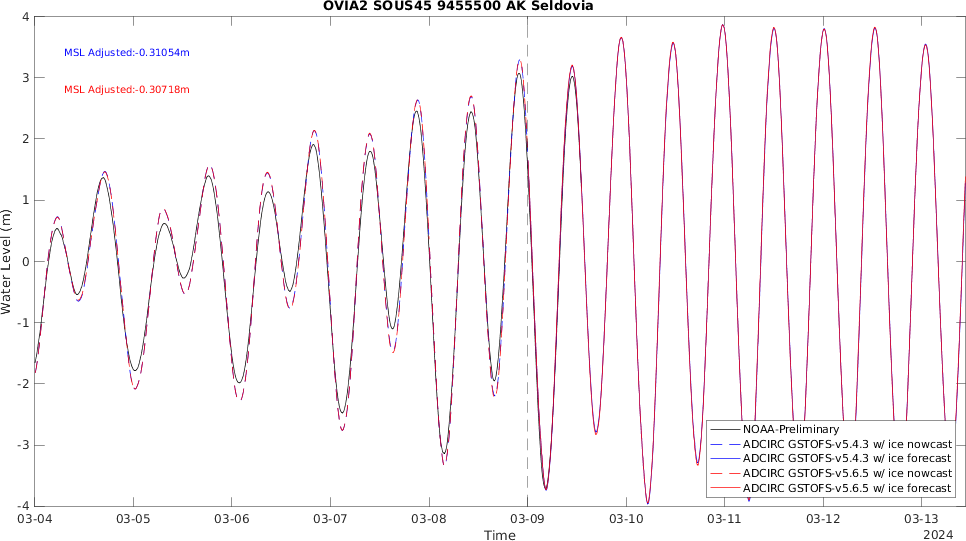 OVIA2 SOUS45 9455500 AK Seldovia
MSL Adjusted:-0.31054m
MSL Adjusted:-0.30718m
Water Level (m)
4
3
2
1
0
-1
-2
-3
-4
NOAA-Preliminary
ADCIRC GSTOFS-v5.4.3 w/ ice nowcast
ADCIRC GSTOFS-v5.4.3 w/ ice forecast
ADCIRC GSTOFS-v5.6.5 w/ ice nowcast
ADCIRC GSTOFS-v5.6.5 w/ ice forecast
03-04 03-05 03-06 03-07 03-08 03-09 03-10 03-11 03-12 03-13
Time
2024